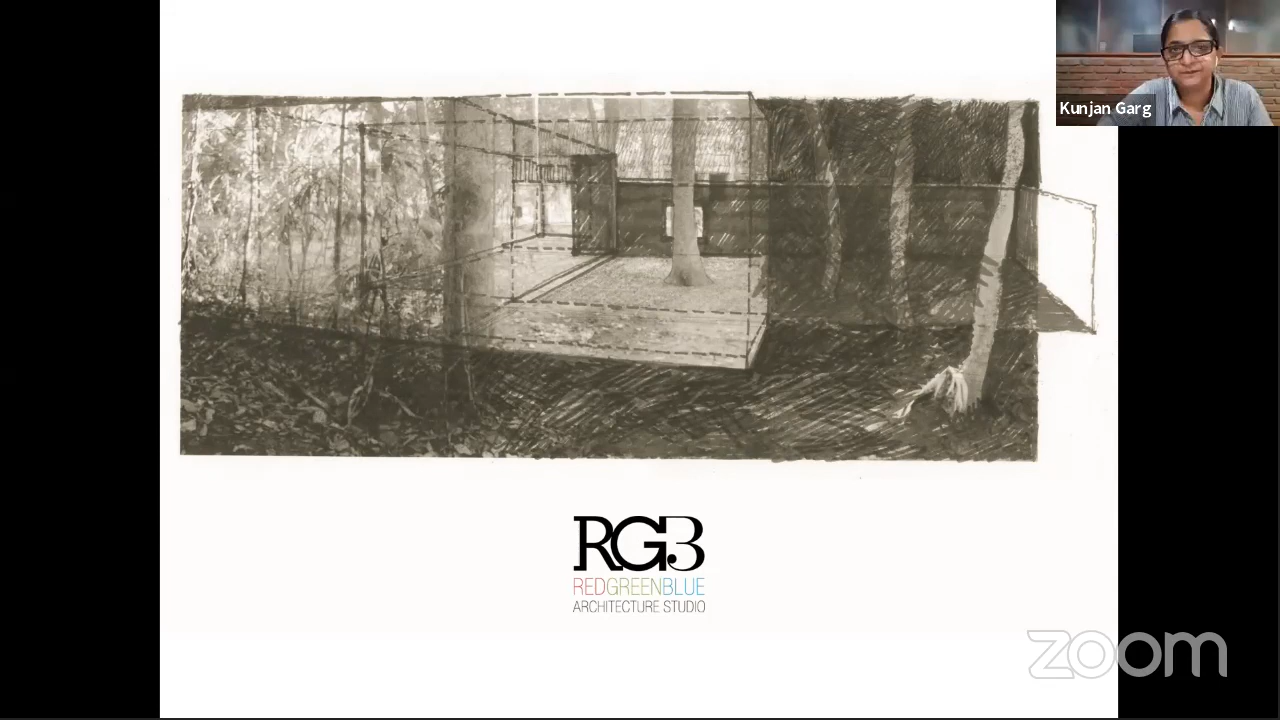 Kunjan Garg
RG3
REDGREENBLUE
ARCHITECTURE STUDIO
zoom